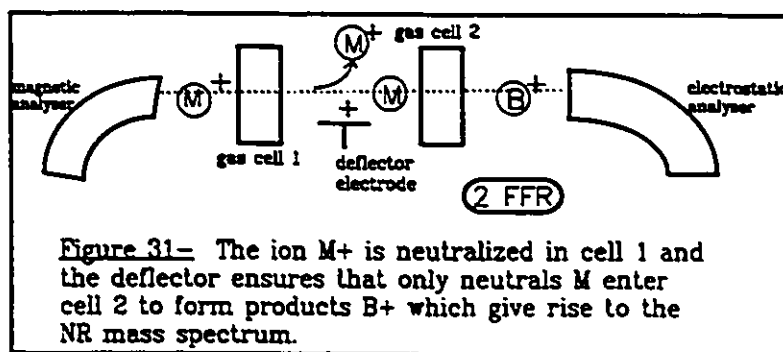 M+
gas cell 2
magnetic
analyser
M+
+
M
B+
electrostatic
analyser
gas cell 1
deflector
electrode
2 FFR
Figure 31- The ion M+ is neutralized in cell 1 and
the deflector ensures that only neutrals M enter
cell 2 to form products B+ which give rise to the
NR mass spectrum.